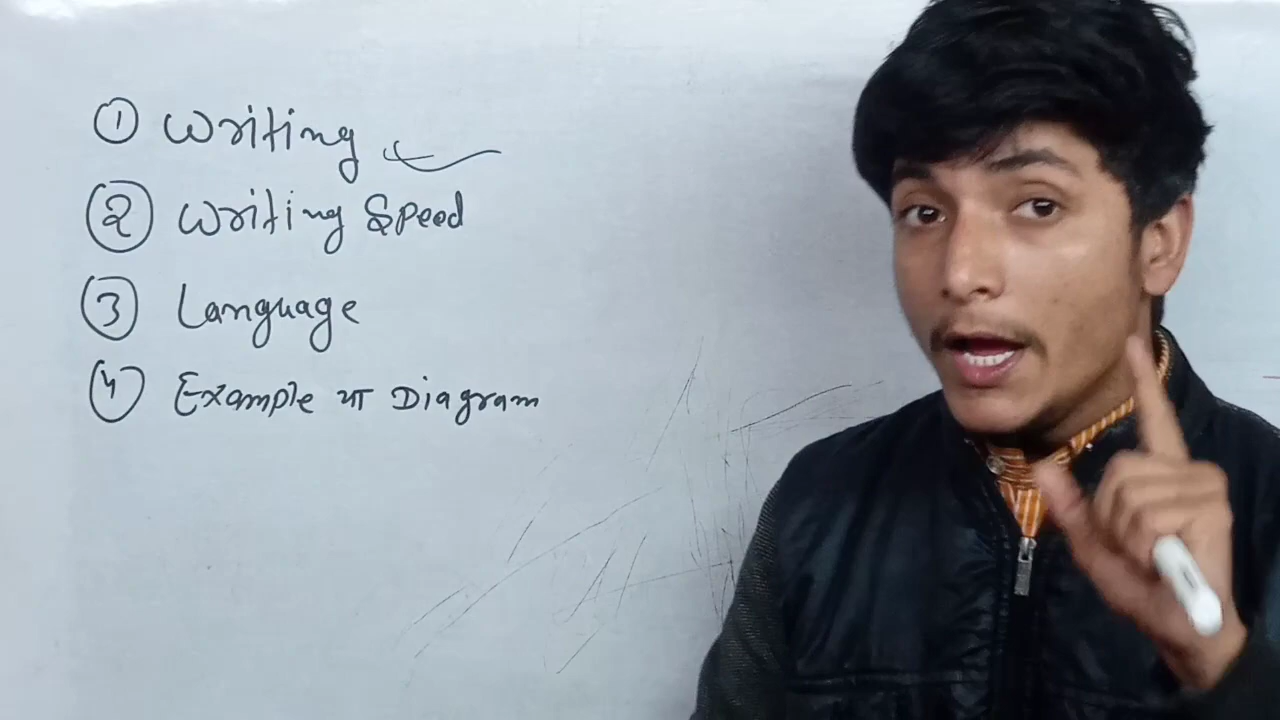 ① Writing
② Writing Speed
③ Language
④ Example या Diagram